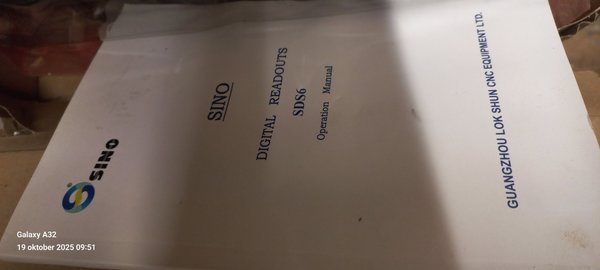 SINO
SINO
DIGITAL READOUTS
SDS6
Operation Manual
GUANGZHOU LOK SHUN CNC EQUIPMENT LTD.
Galaxy A32
19 oktober 2025 09:51